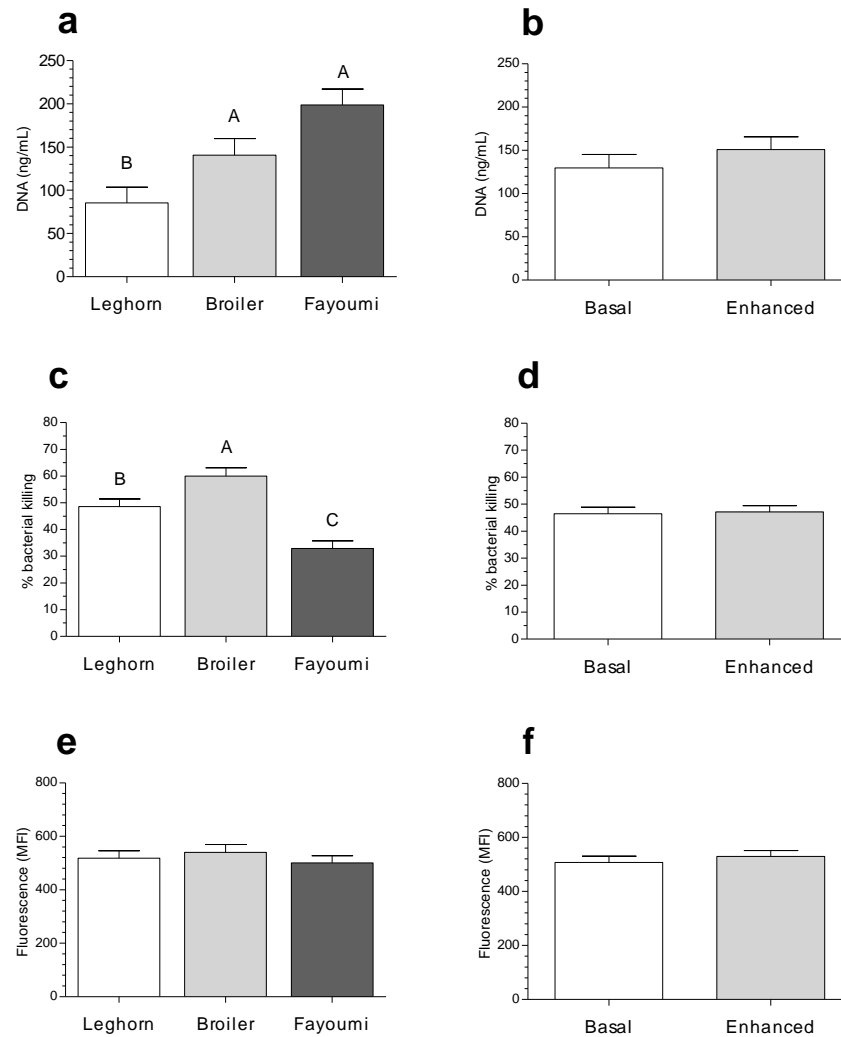 a
DNA (ng/mL)
250
200
150
100
50
0
B
A
A
Leghorn Broiler Fayoumi
b
DNA (ng/mL)
250
200
150
100
50
0
Basal Enhanced
c
% bacterial killing
80
70
60
50
40
30
20
10
0
B
A
C
Leghorn Broiler Fayoumi
d
% bacterial killing
80
70
60
50
40
30
20
10
0
Basal Enhanced
e
Fluorescence (MFI)
800
600
400
200
0
Leghorn Broiler Fayoumi
f
Fluorescence (MFI)
800
600
400
200
0
Basal Enhanced